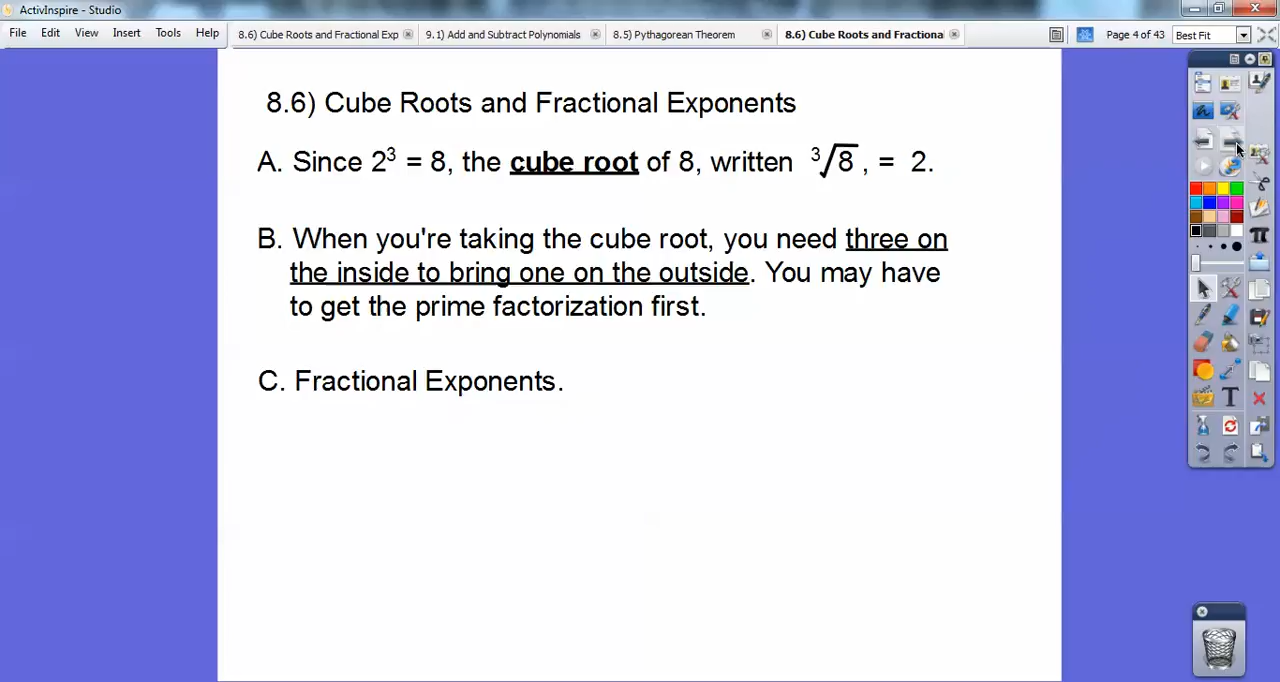 ActivInspire - Studio
File Edit View Insert Tools Help
8.6) Cube Roots and Fractional Exp
9.1) Add and Subtract Polynomials
8.5) Pythagorean Theorem
8.6) Cube Roots and Fractiona
Page 4 of 43
Best Fit
8.6) Cube Roots and Fractional Exponents
A. Since 2³ = 8, the cube root of 8, written ³√8 , = 2.
B. When you're taking the cube root, you need three on
the inside to bring one on the outside. You may have
to get the prime factorization first.
C. Fractional Exponents.